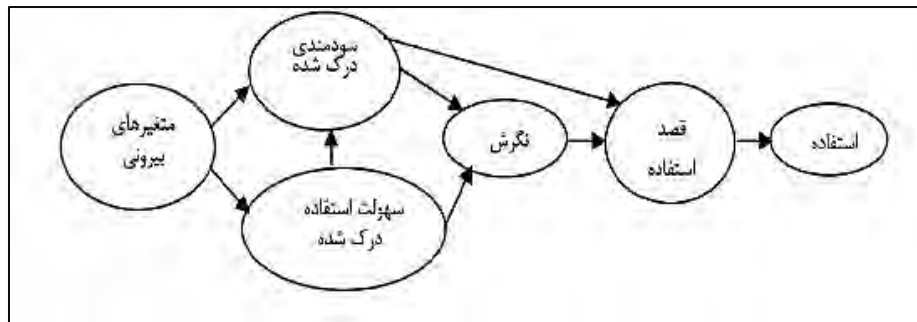 سودمندی
درک شده
متغیرهای
بیرونی
نگرش
قصد
استفاده
استفاده
سهولت استفاده
درک شده